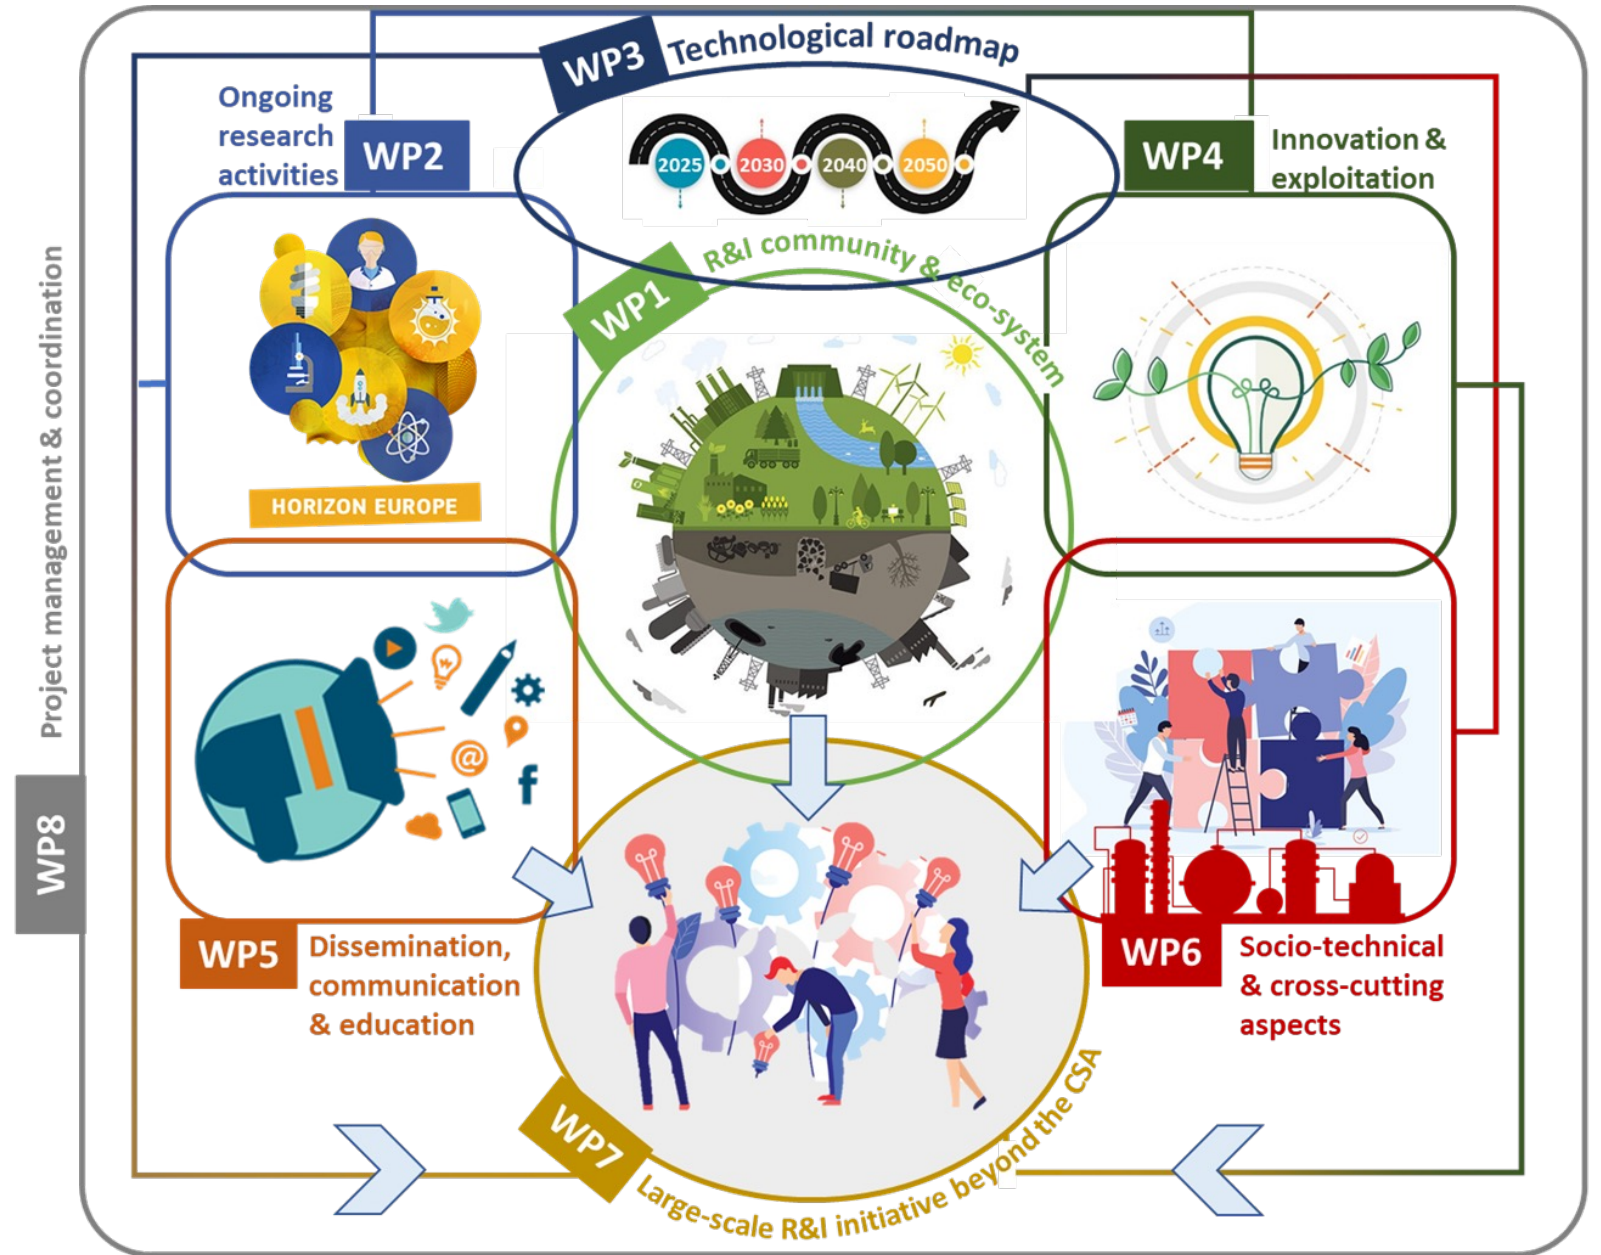 WP3 Technological roadmap
Ongoing
research
activities
WP2
2025
2030
2040
2050
WP4
Innovation &
exploitation
WP1
R&I community & eco-system
HORIZON EUROPE
@
f
Project management & coordination
WP8
WP5
Dissemination,
communication
& education
WP6
Socio-technical
& cross-cutting
aspects
WP7
Large-scale R&I initiative beyond the CSA